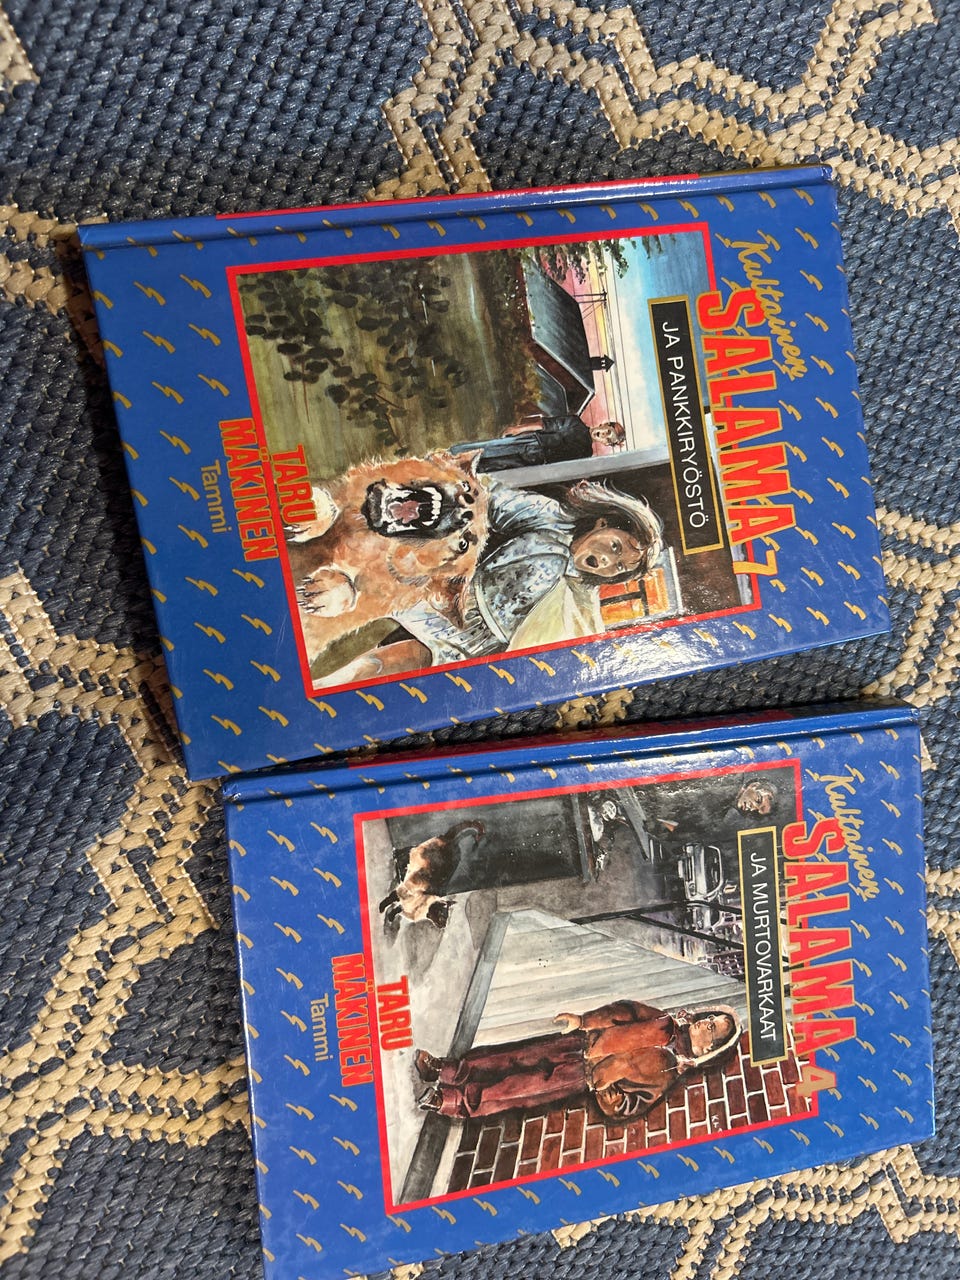 Kultainen
SALAMA 7
JA PANKKIRYÖSTÖ
T
TARU
MÄKINEN
Tammi
Kultainen
SALAMA 4
JA MURTOVARKAAT
TARU
MÄKINEN
Tammi